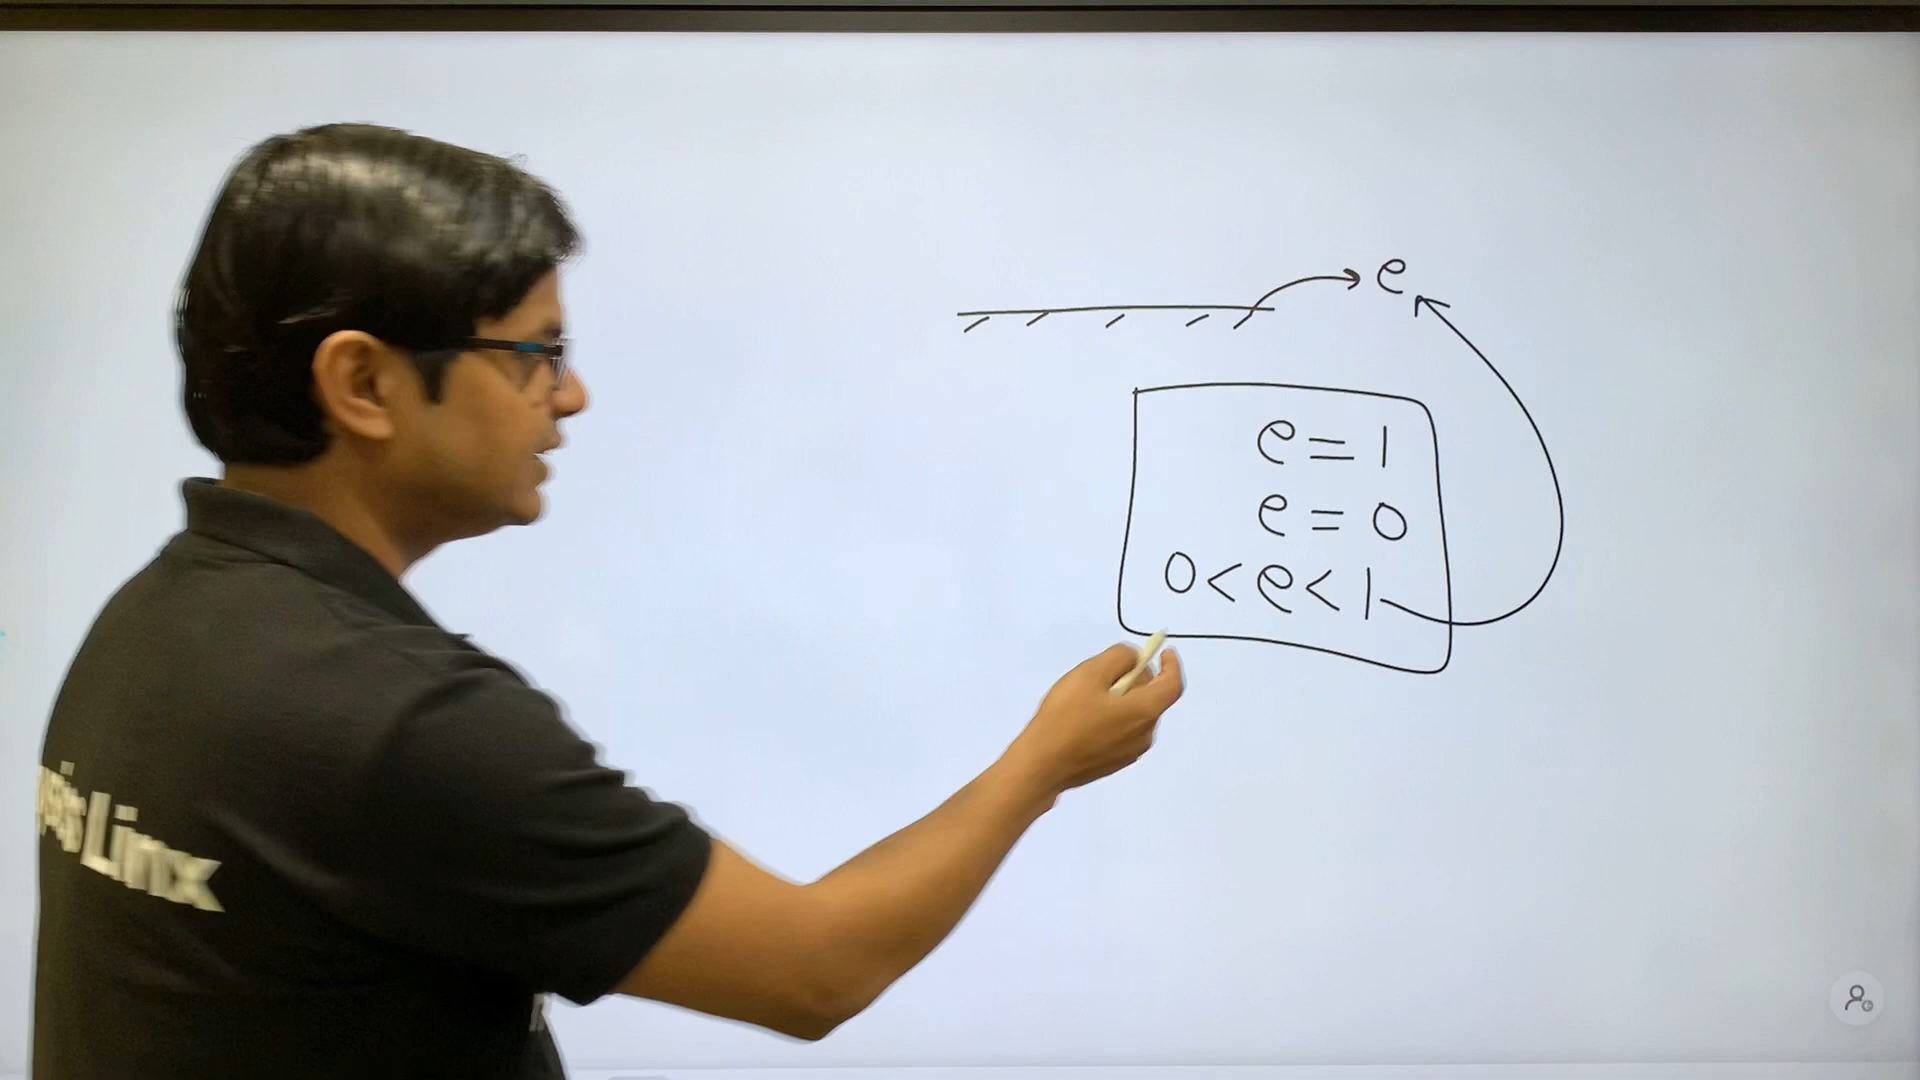 e
e = 1
e = 0
0 < e < 1
Linx